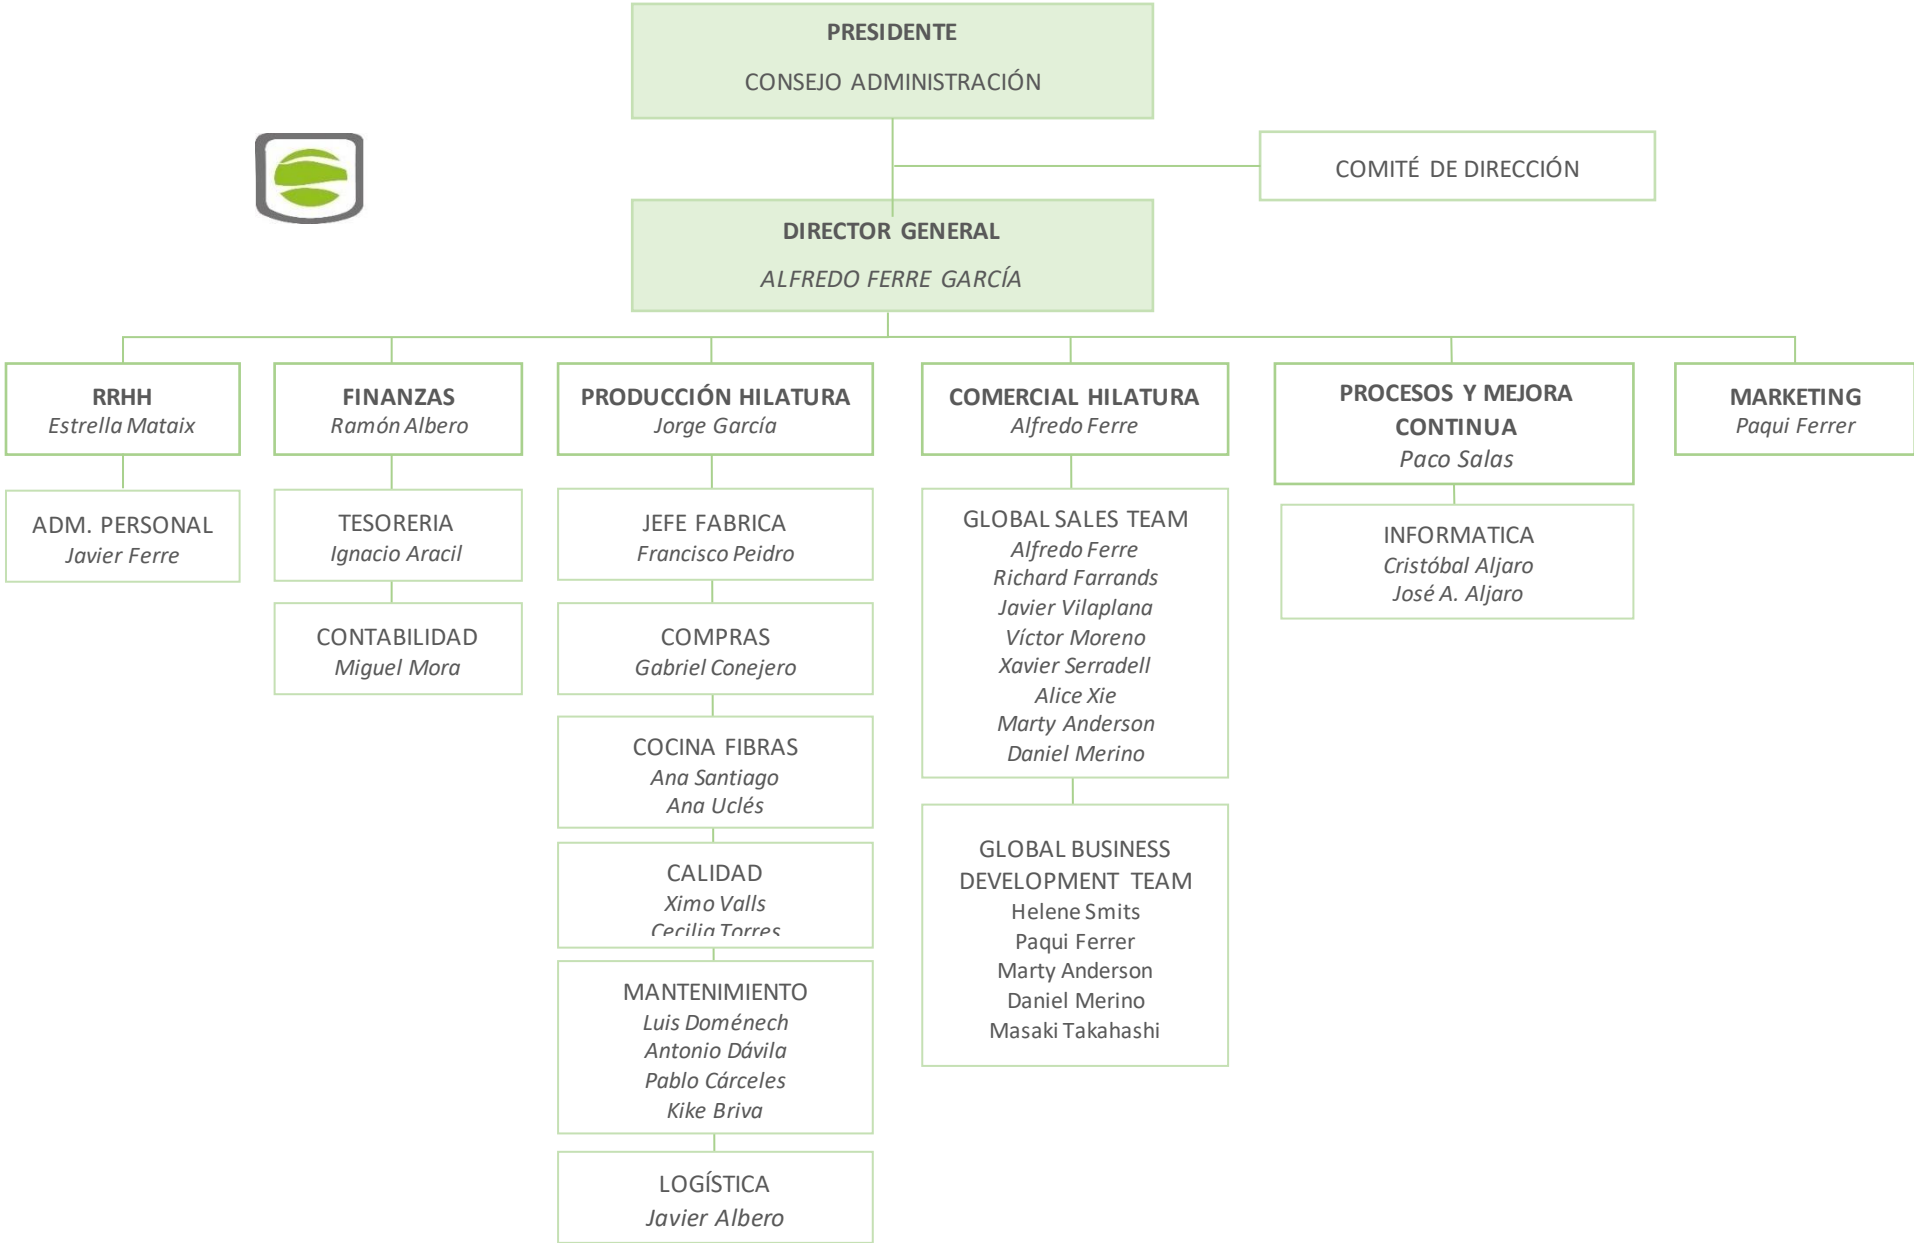 PRESIDENTE
CONSEJO ADMINISTRACIÓN
COMITÉ DE DIRECCIÓN
DIRECTOR GENERAL
ALFREDO FERRE GARCÍA
RRHH
Estrella Mataix
ADM. PERSONAL
Javier Ferre
FINANZAS
Ramón Albero
TESORERIA
Ignacio Aracil
CONTABILIDAD
Miguel Mora
PRODUCCIÓN HILATURA
Jorge García
JEFE FABRICA
Francisco Peidro
COMPRAS
Gabriel Conejero
COCINA FIBRAS
Ana Santiago
Ana Uclés
CALIDAD
Ximo Valls
Cecilia Torres
MANTENIMIENTO
Luis Doménech
Antonio Dávila
Pablo Cárceles
Kike Briva
LOGÍSTICA
Javier Albero
COMERCIAL HILATURA
Alfredo Ferre
GLOBAL SALES TEAM
Alfredo Ferre
Richard Farrands
Javier Vilaplana
Víctor Moreno
Xavier Serradell
Alice Xie
Marty Anderson
Daniel Merino
GLOBAL BUSINESS
DEVELOPMENT TEAM
Helene Smits
Paqui Ferrer
Marty Anderson
Daniel Merino
Masaki Takahashi
PROCESOS Y MEJORA
CONTINUA
Paco Salas
INFORMATICA
Cristóbal Aljaro
José A. Aljaro
MARKETING
Paqui Ferrer